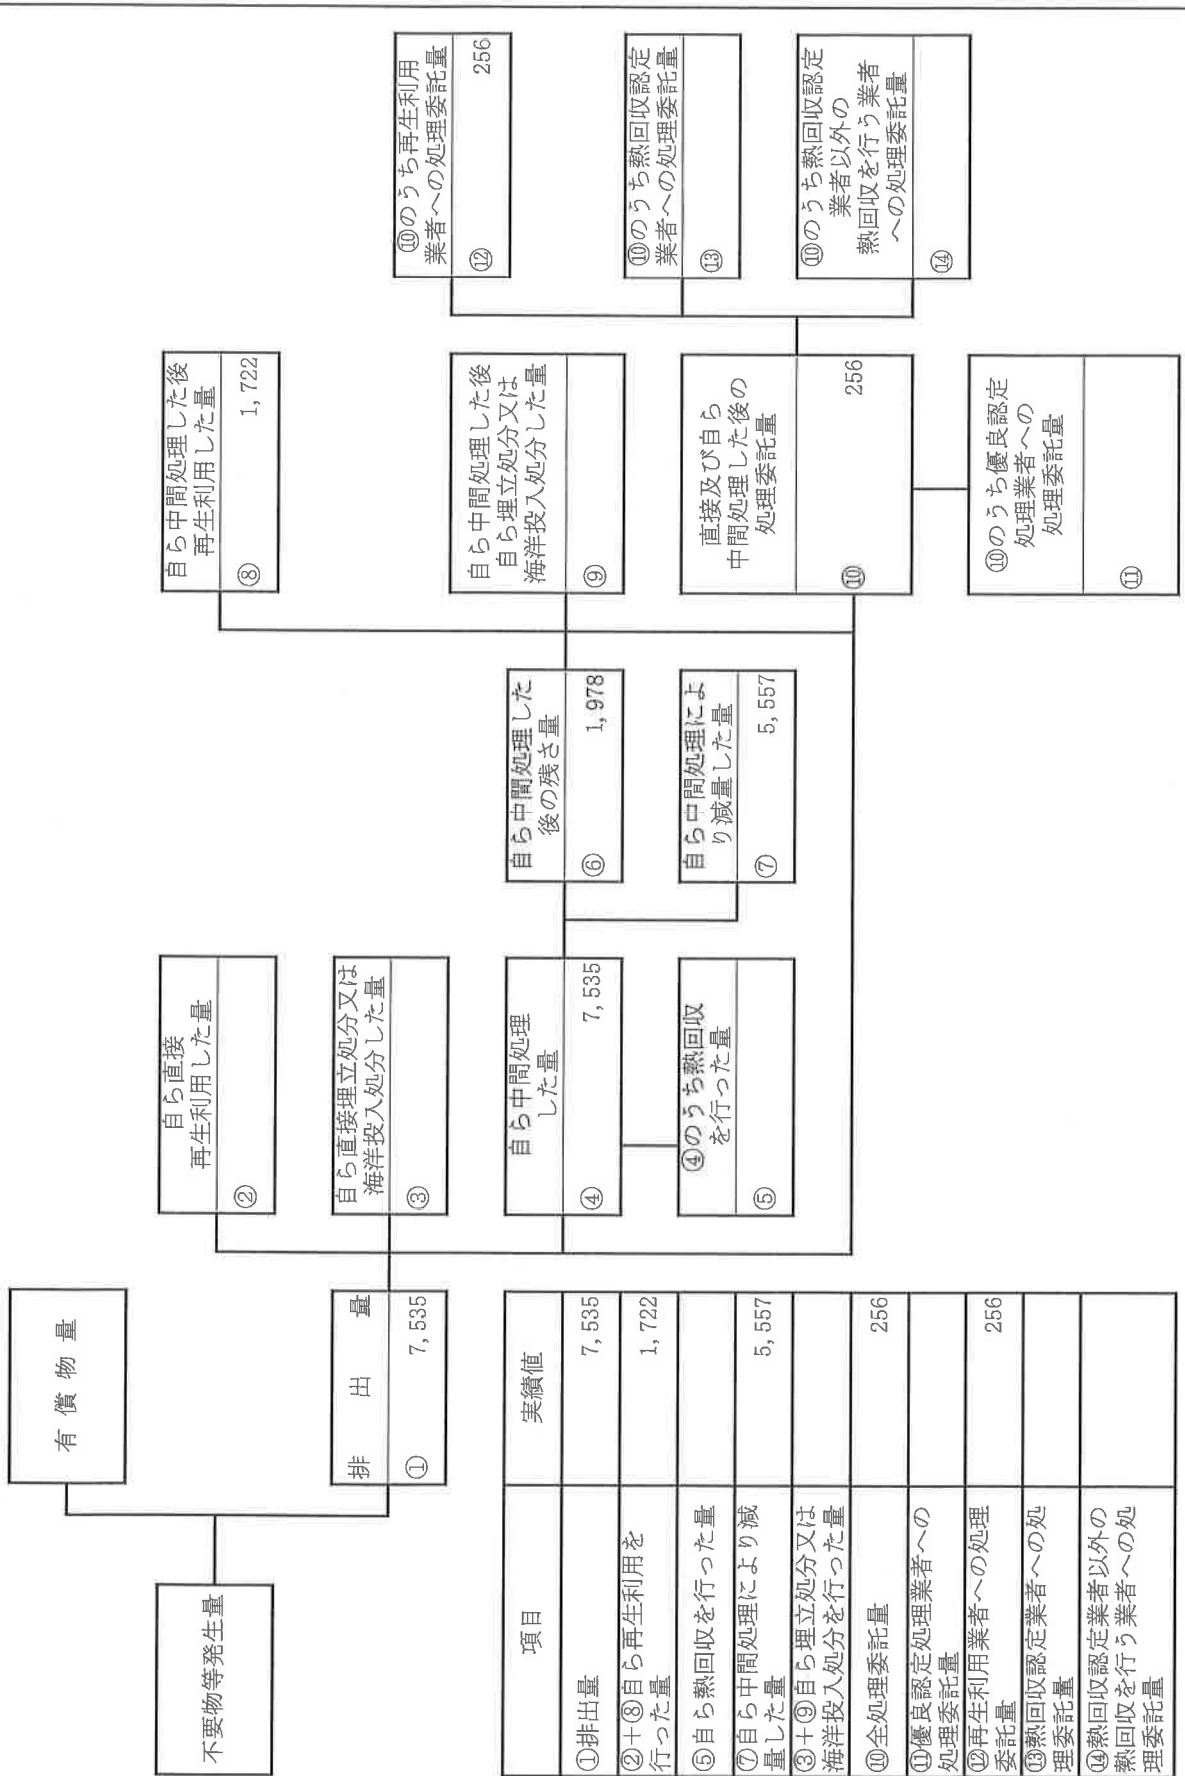 不要物等発生量
有償物量
排出量
① 7,535
自ら直接
再生利用した量
②
自ら直接埋立処分又は
海洋投入処分した量
③
自ら中間処理
した量
④ 7,535
④のうち熱回収
を行った量
⑤
自ら中間処理した
後の残さ量
⑥ 1,978
自ら中間処理によ
り減量した量
⑦ 5,557
自ら中間処理した後
再生利用した量
⑧ 1,722
自ら中間処理した後
自ら埋立処分又は
海洋投入処分した量
⑨
直接及び自ら
中間処理した後の
処理委託量
⑩ 256
⑩のうち優良認定
処理業者への
処理委託量
⑪
⑩のうち再生利用
業者への処理委託量
⑫ 256
⑩のうち熱回収認定
業者への処理委託量
⑬
⑩のうち熱回収認定
業者以外の
熱回収を行う業者
への処理委託量
⑭
項目 実績値
①排出量 7,535
②+⑧自ら再生利用を
行った量 1,722
⑤自ら熱回収を行った量
⑦自ら中間処理により減
量した量 5,557
③+⑨自ら埋立処分又は
海洋投入処分を行った量
⑩全処理委託量 256
⑪優良認定処理業者への
処理委託量
⑫再生利用業者への処理
委託量 256
⑬熱回収認定業者への処
理委託量
⑭熱回収認定業者以外の
熱回収を行う業者への処
理委託量